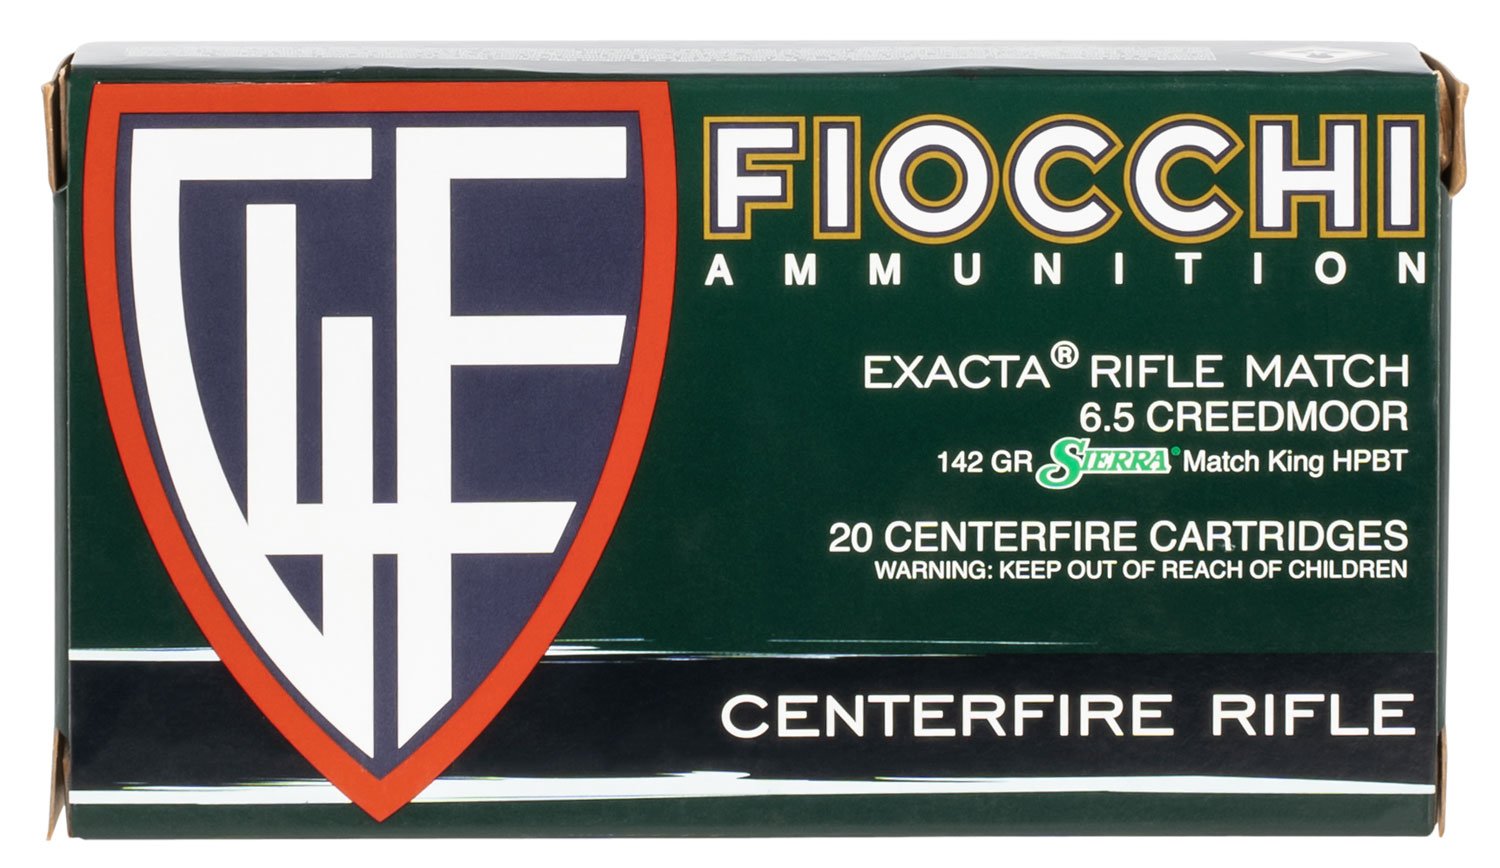 FIOCCHI
AMMUNITION
EXACTA® RIFLE MATCH
6.5 CREEDMOOR
142 GR SIERRA® Match King HPBT
20 CENTERFIRE CARTRIDGES
WARNING: KEEP OUT OF REACH OF CHILDREN
CENTERFIRE RIFLE